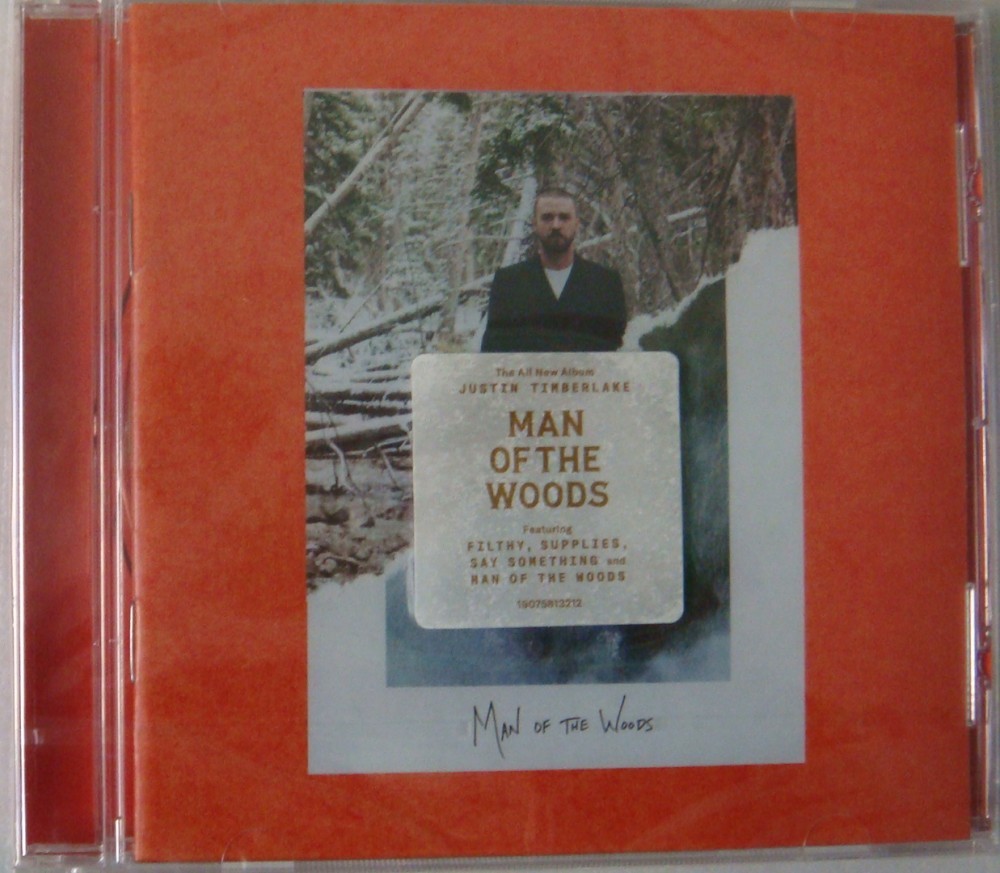 The All New Album
JUSTIN TIMBERLAKE
MAN
OF THE
WOODS
Featuring
FILTHY, SUPPLIES,
SAY SOMETHING and
MAN OF THE WOODS
19075813212
MAN OF THE WOODS